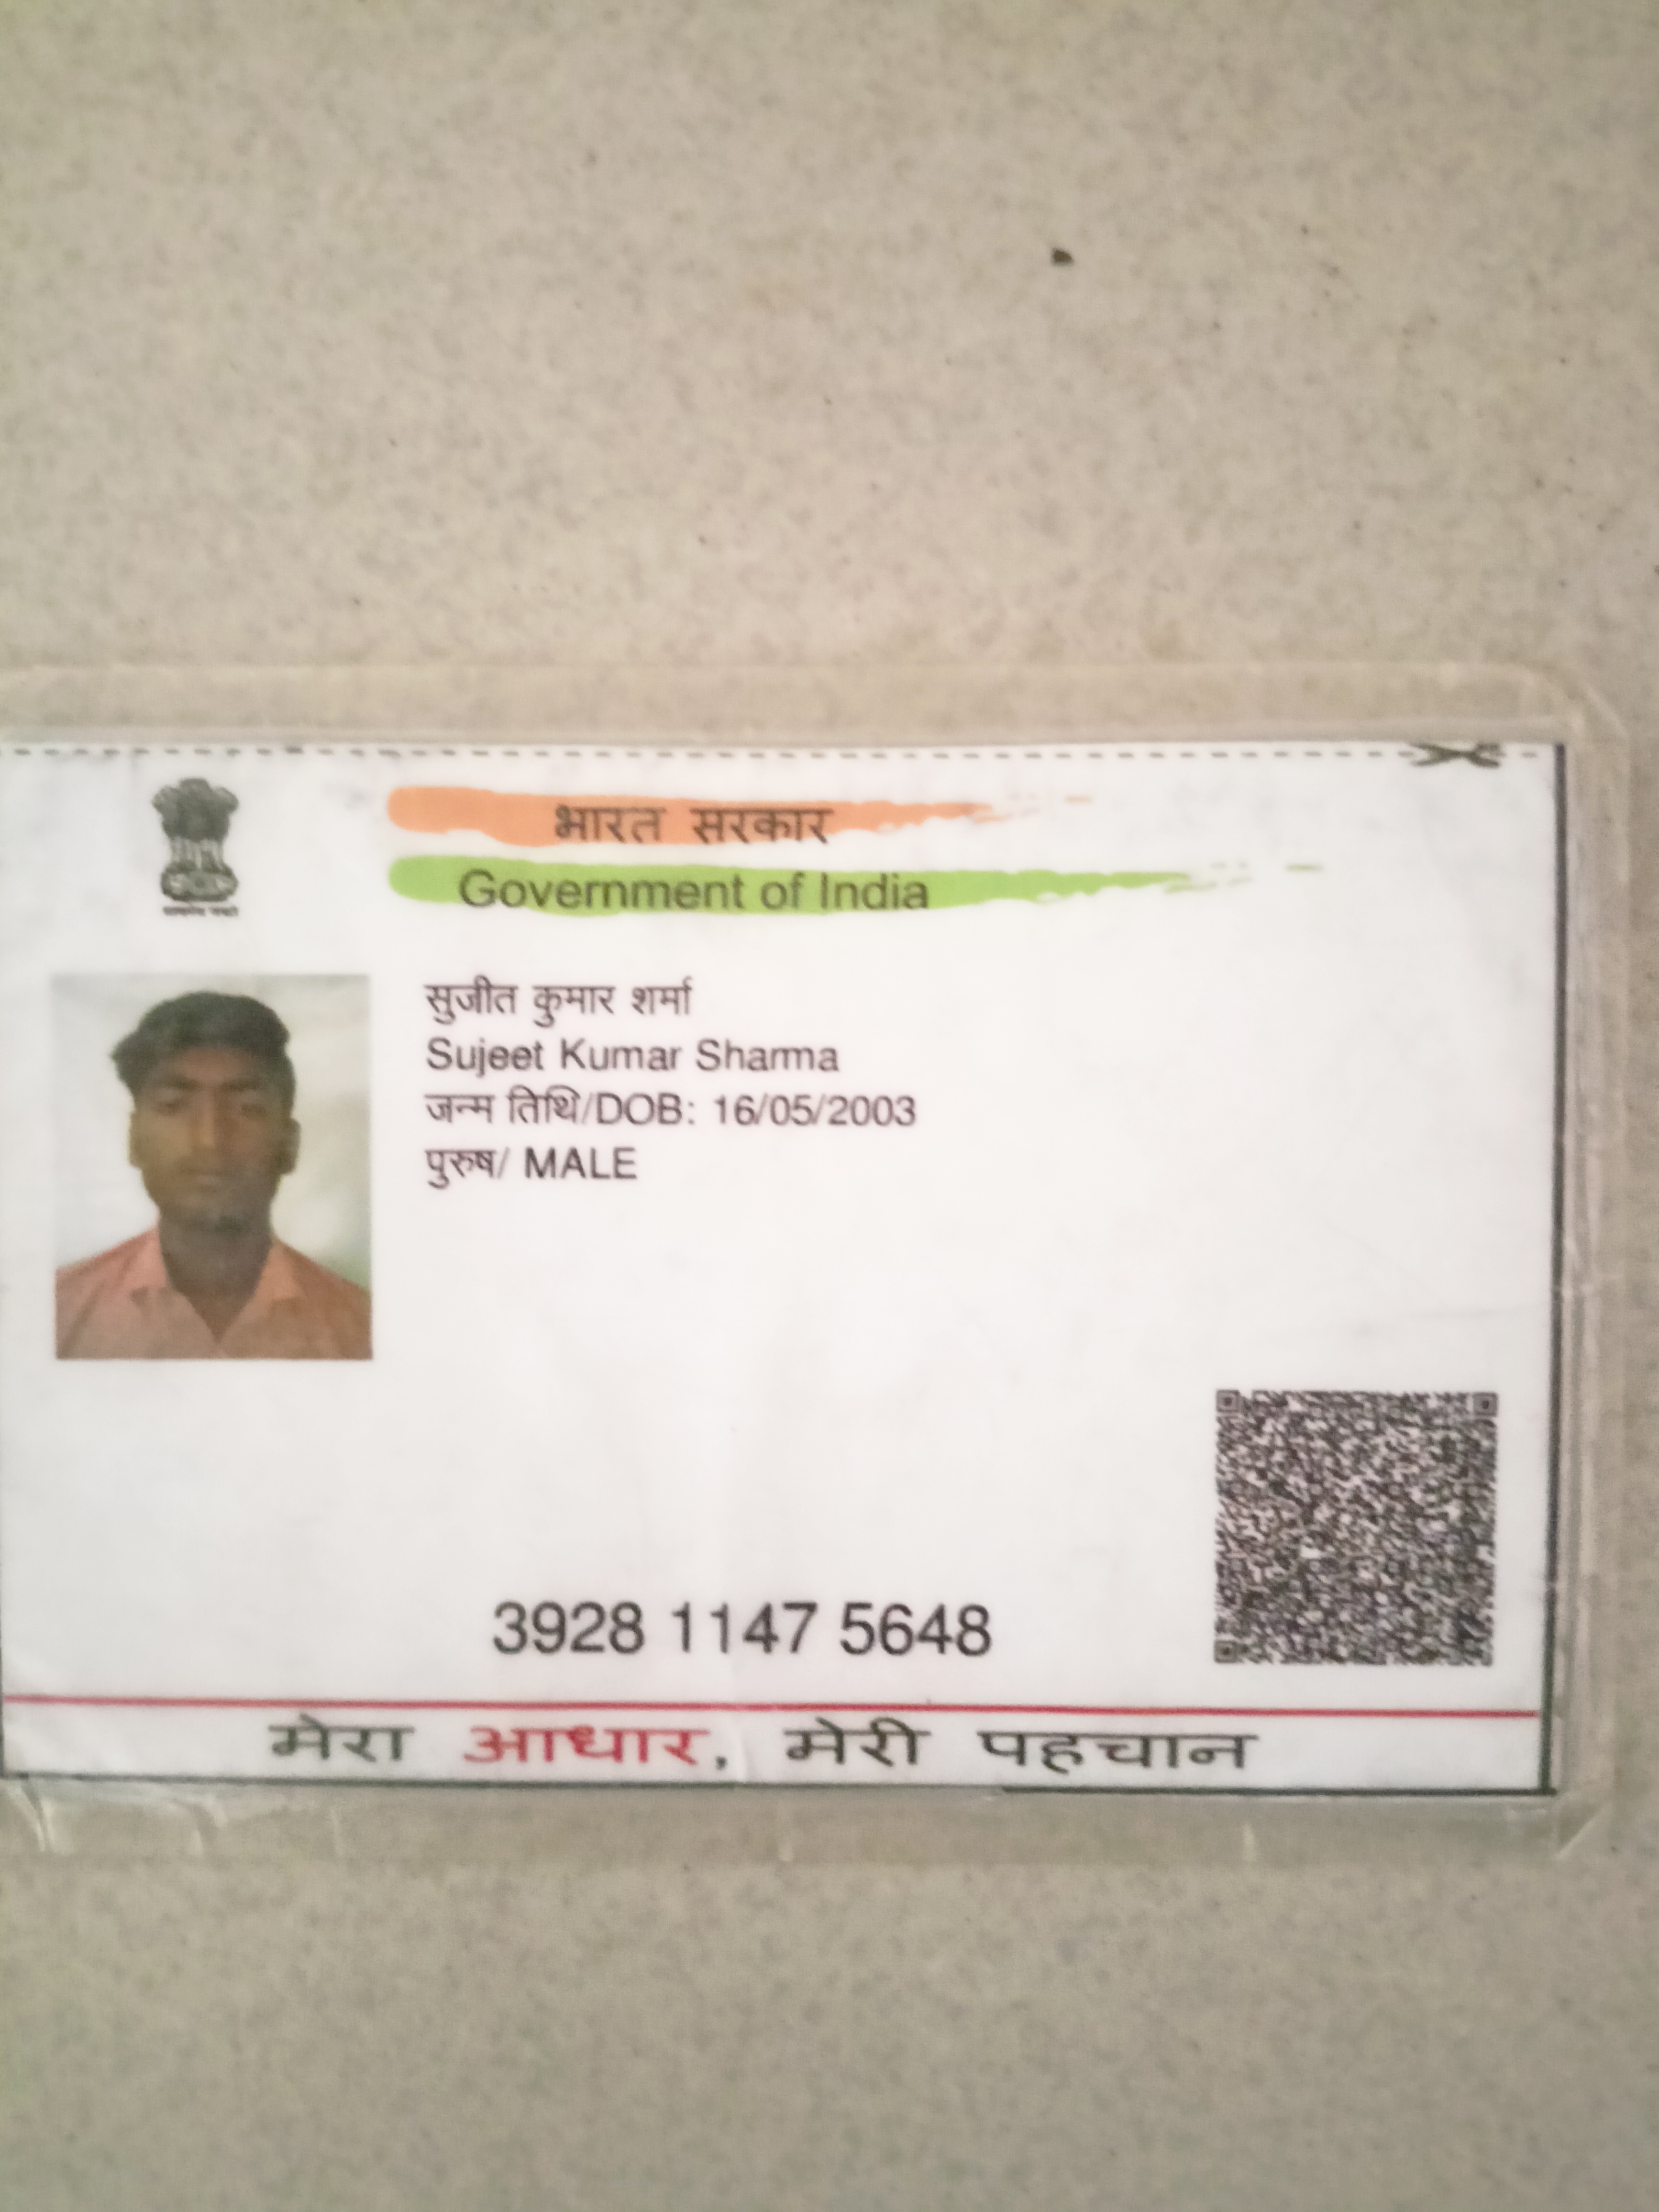 भारत सरकार
Government of India
सुजीत कुमार शर्मा
Sujeet Kumar Sharma
जन्म तिथि/DOB: 16/05/2003
पुरुष/ MALE
3928 1147 5648
मेरा आधार, मेरी पहचान